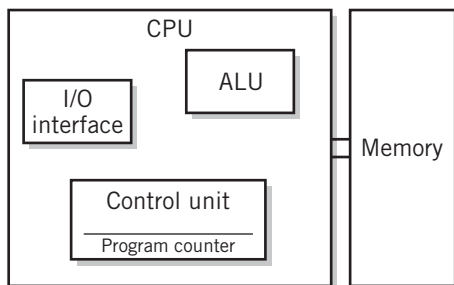 CPU
ALU
I/O
interface
Memory
Control unit
Program counter